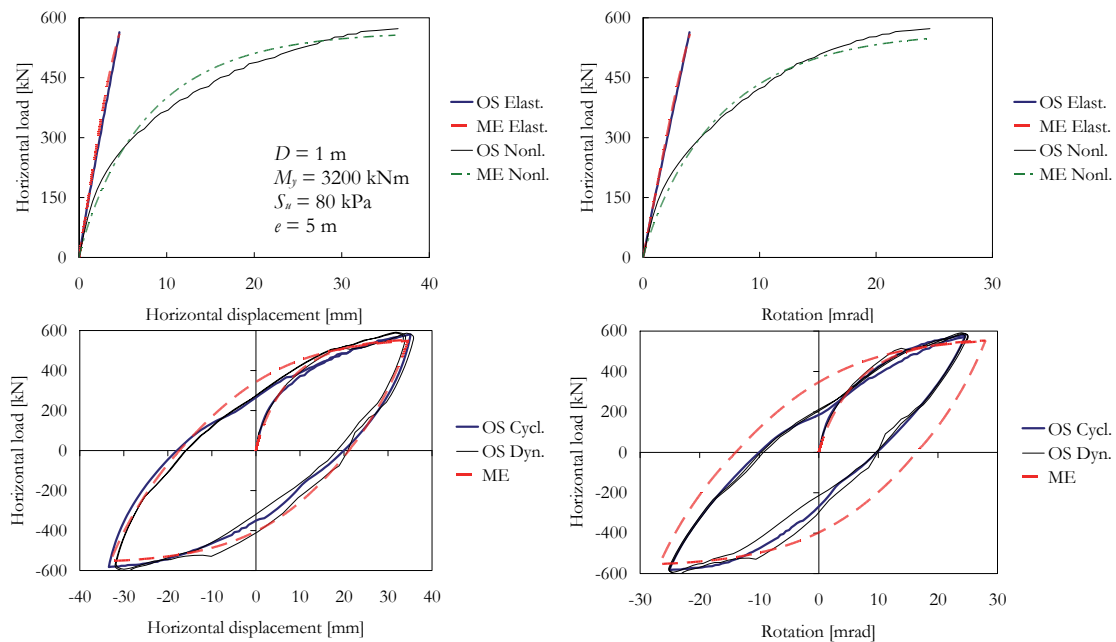 Horizontal load [kN]
600
450
300
150
0
0 10 20 30 40
Horizontal displacement [mm]
D = 1 m
M_y = 3200 kNm
S_u = 80 kPa
e = 5 m
OS Elast.
ME Elast.
OS Nonl.
ME Nonl.
Horizontal load [kN]
600
450
300
150
0
0 10 20 30
Rotation [mrad]
OS Elast.
ME Elast.
OS Nonl.
ME Nonl.
Horizontal load [kN]
600
400
200
0
-200
-400
-600
-40 -30 -20 -10 0 10 20 30 40
Horizontal displacement [mm]
OS Cycl.
OS Dyn.
ME
Horizontal load [kN]
600
400
200
0
-200
-400
-600
-30 -20 -10 0 10 20 30
Rotation [mrad]
OS Cycl.
OS Dyn.
ME